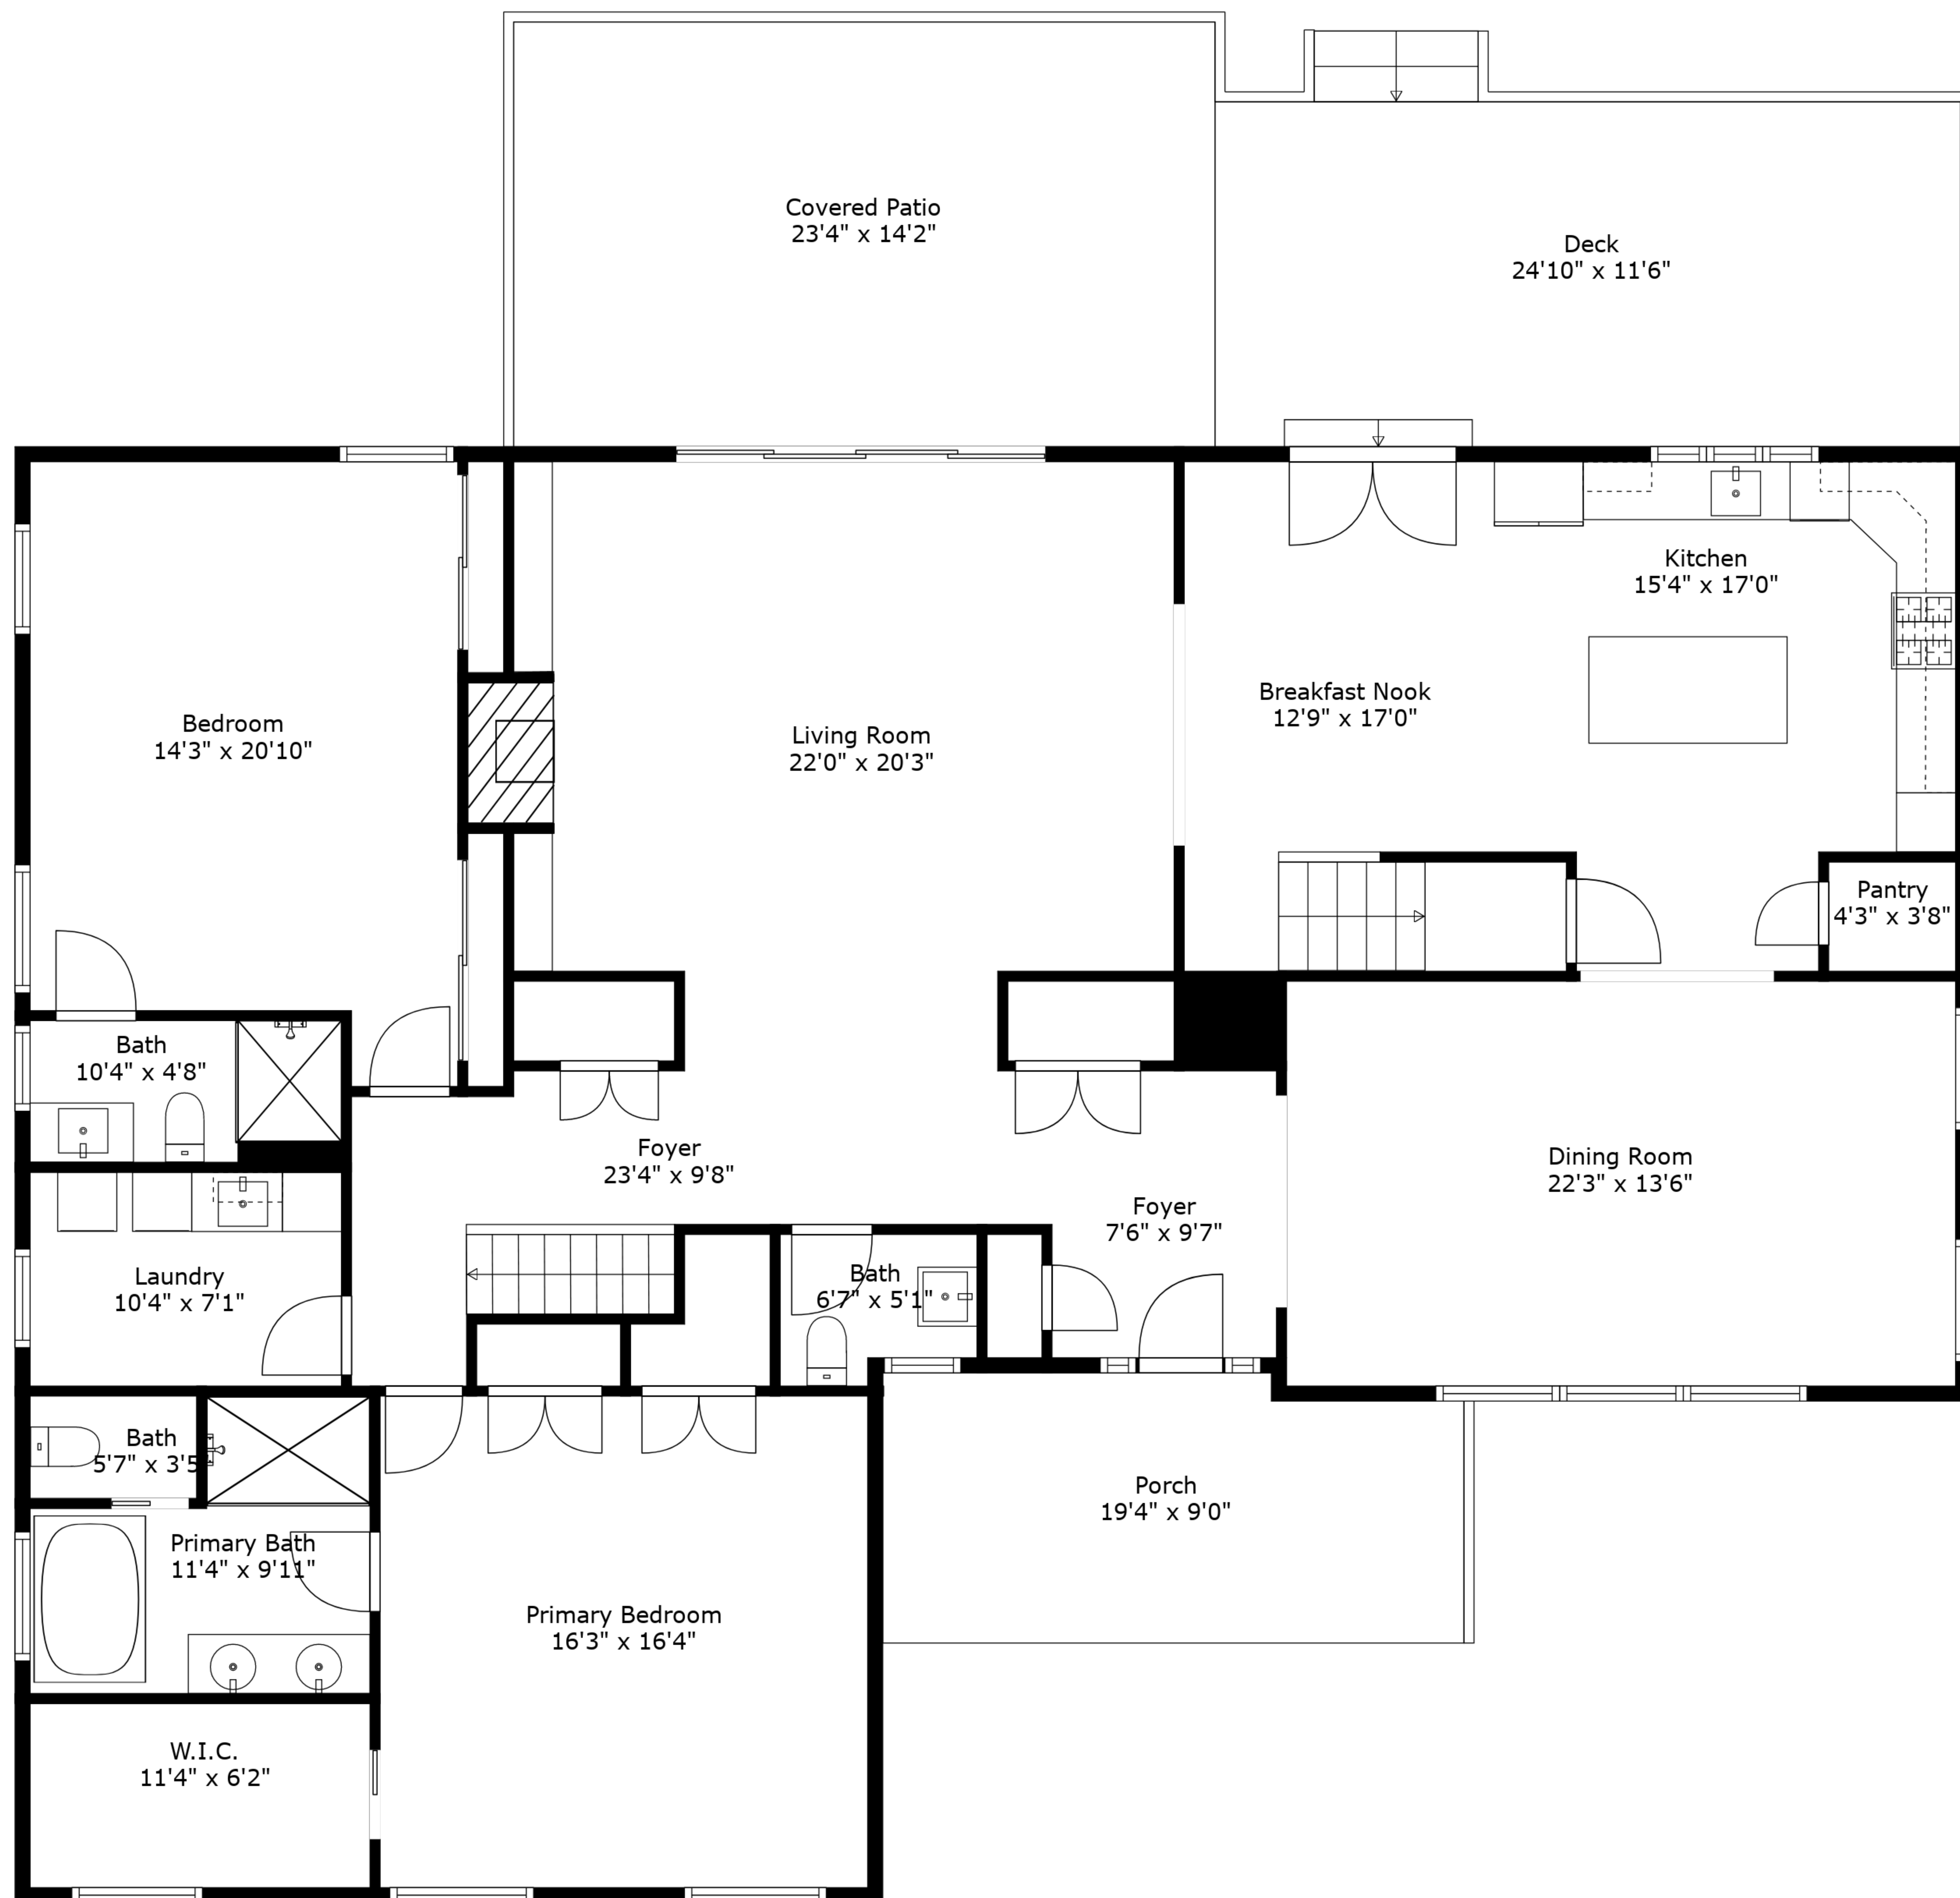 Covered Patio
23'4" x 14'2"
Deck
24'10" x 11'6"
Kitchen
15'4" x 17'0"
Breakfast Nook
12'9" x 17'0"
Bedroom
14'3" x 20'10"
Living Room
22'0" x 20'3"
Pantry
4'3" x 3'8"
Bath
10'4" x 4'8"
Foyer
23'4" x 9'8"
Dining Room
22'3" x 13'6"
Foyer
7'6" x 9'7"
Laundry
10'4" x 7'1"
Bath
6'7" x 5'1"
Bath
5'7" x 3'5
Porch
19'4" x 9'0"
Primary Bath
11'4" x 9'11"
Primary Bedroom
16'3" x 16'4"
W.I.C.
11'4" x 6'2"